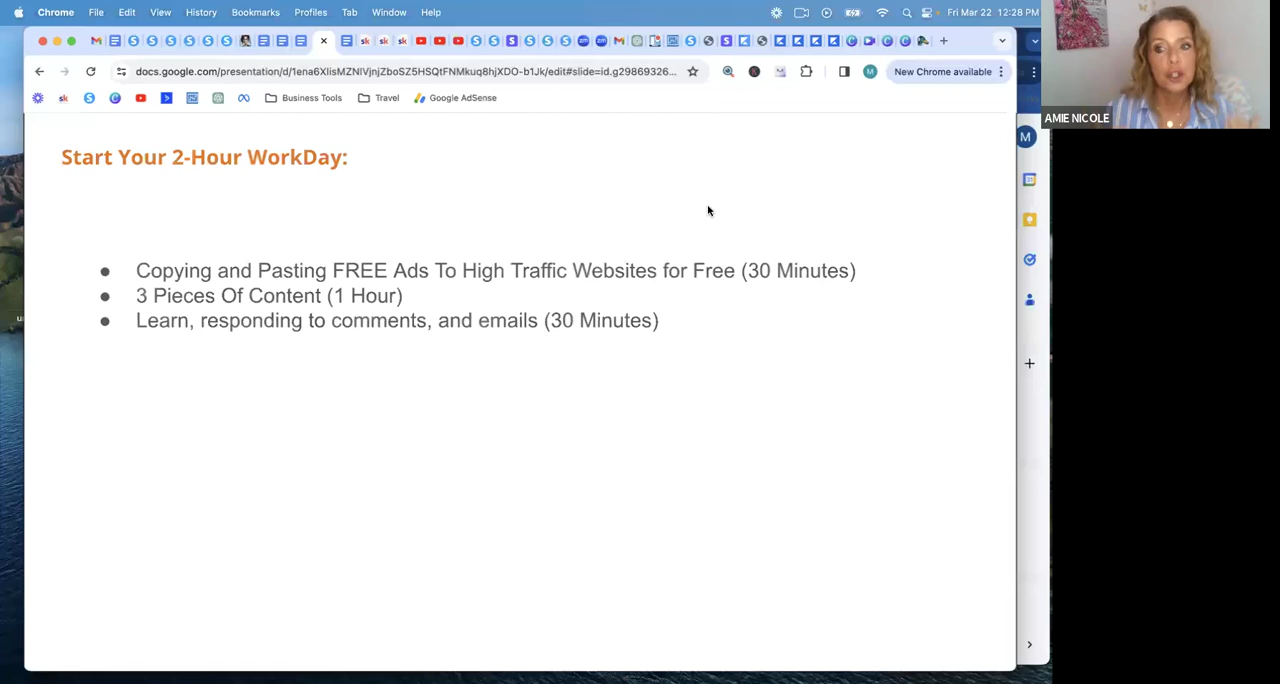 Chrome File Edit View History Bookmarks Profiles Tab Window Help Fri Mar 22 12:28 PM
docs.google.com/presentation/d/1ena6XlisMZNlVjnjZboSZ5HSQtFNMkuq8hjXDO-b1Jk/edit#slide=id.g29869326... M New Chrome available
Business Tools Travel Google AdSense
AMIE NICOLE
M
Start Your 2-Hour WorkDay:
● Copying and Pasting FREE Ads To High Traffic Websites for Free (30 Minutes)
● 3 Pieces Of Content (1 Hour)
● Learn, responding to comments, and emails (30 Minutes)